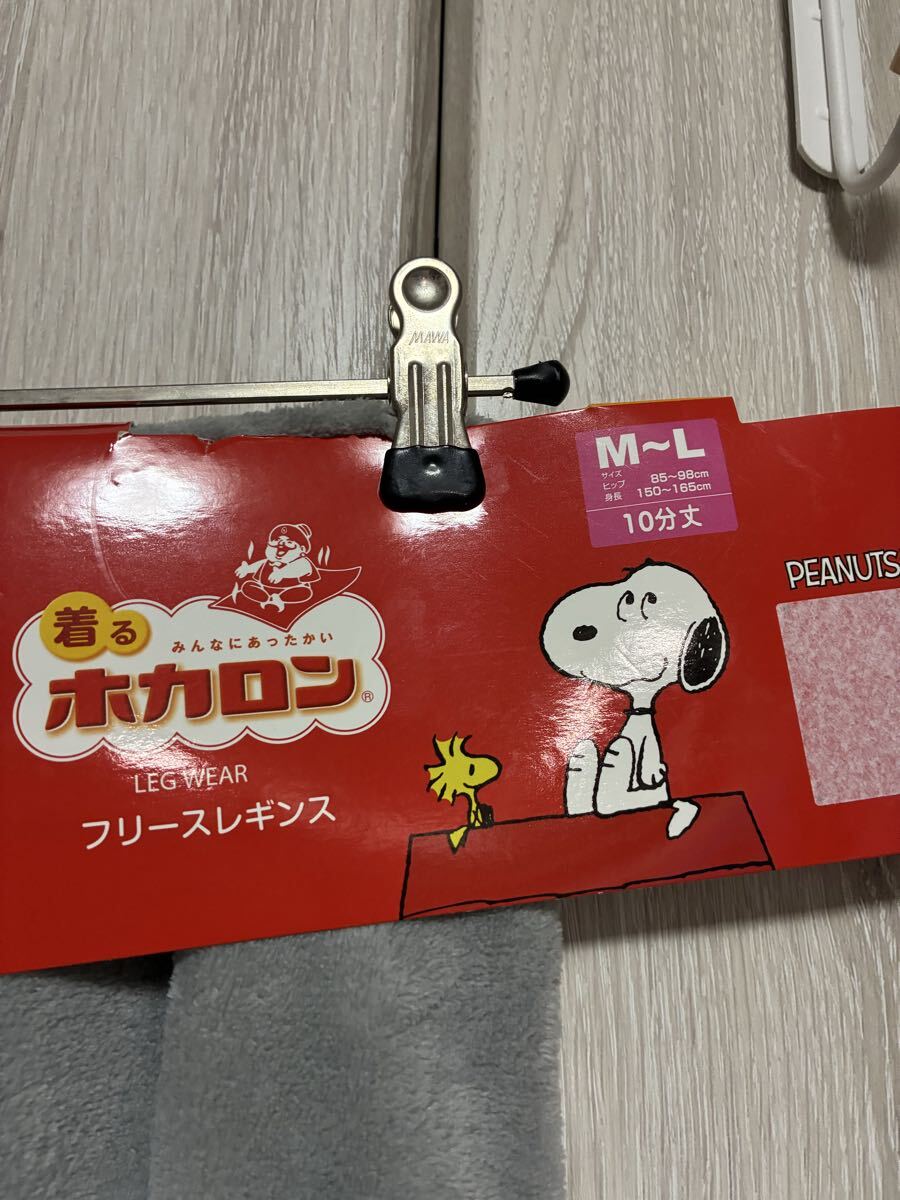 MAWA
M~L
サイズ
ヒップ 85~98cm
身長 150~165cm
10分丈
PEANUTS
着る
みんなにあったかい
ホカロン®
LEG WEAR
フリースレギンス